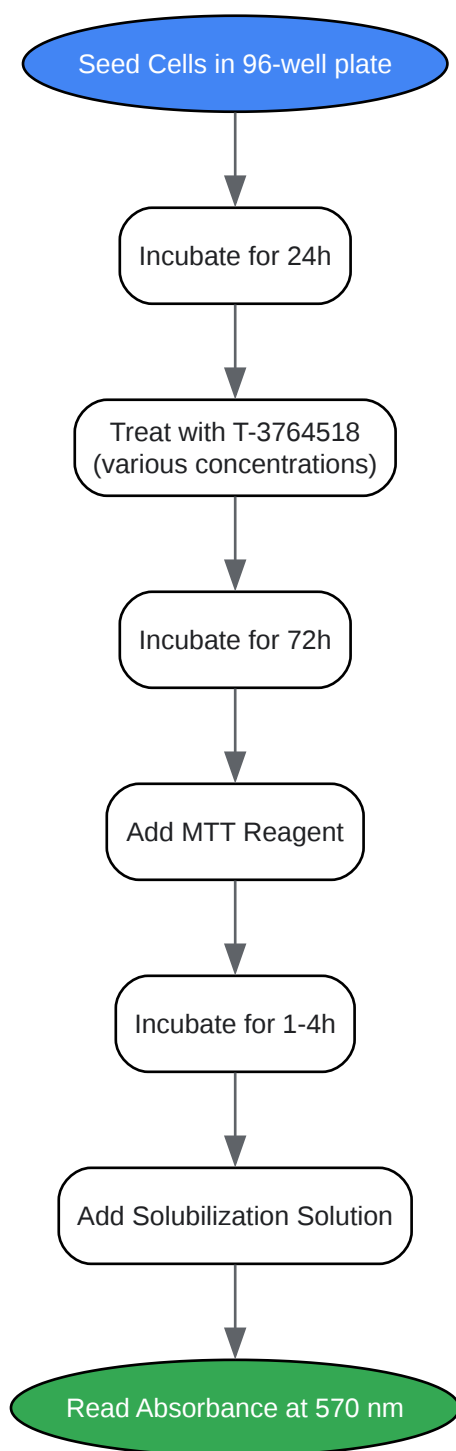 Seed Cells in 96-well plate
Incubate for 24h
Treat with T-3764518
(various concentrations)
Incubate for 72h
Add MTT Reagent
Incubate for 1-4h
Add Solubilization Solution
Read Absorbance at 570 nm